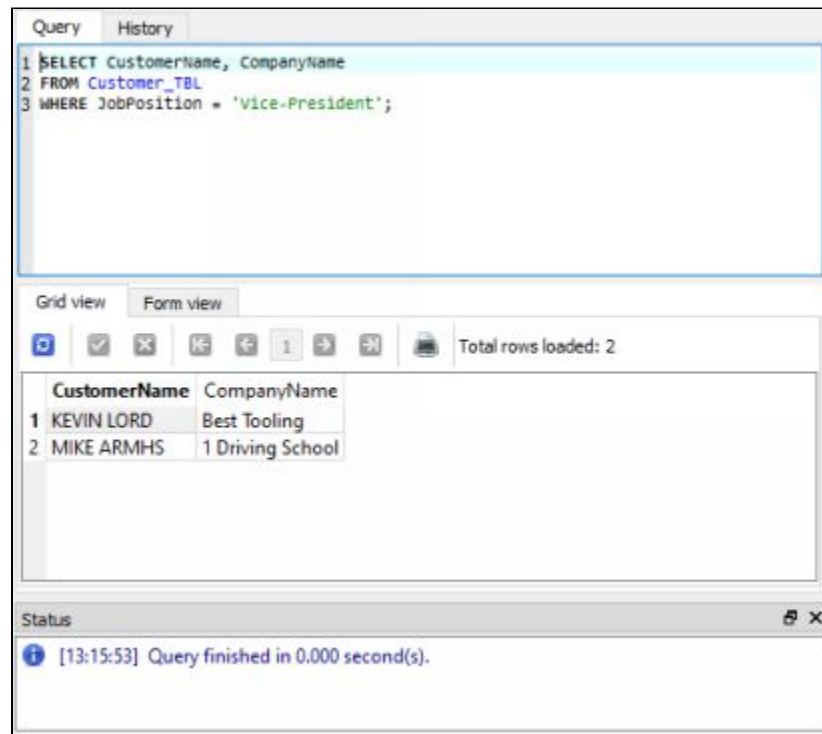 Query History
1 SELECT CustomerName, CompanyName
2 FROM Customer_TBL
3 WHERE JobPosition = 'Vice-President';
Grid view Form view
1 Total rows loaded: 2
CustomerName CompanyName
1 KEVIN LORD Best Tooling
2 MIKE ARMHS 1 Driving School
Status
[13:15:53] Query finished in 0.000 second(s).